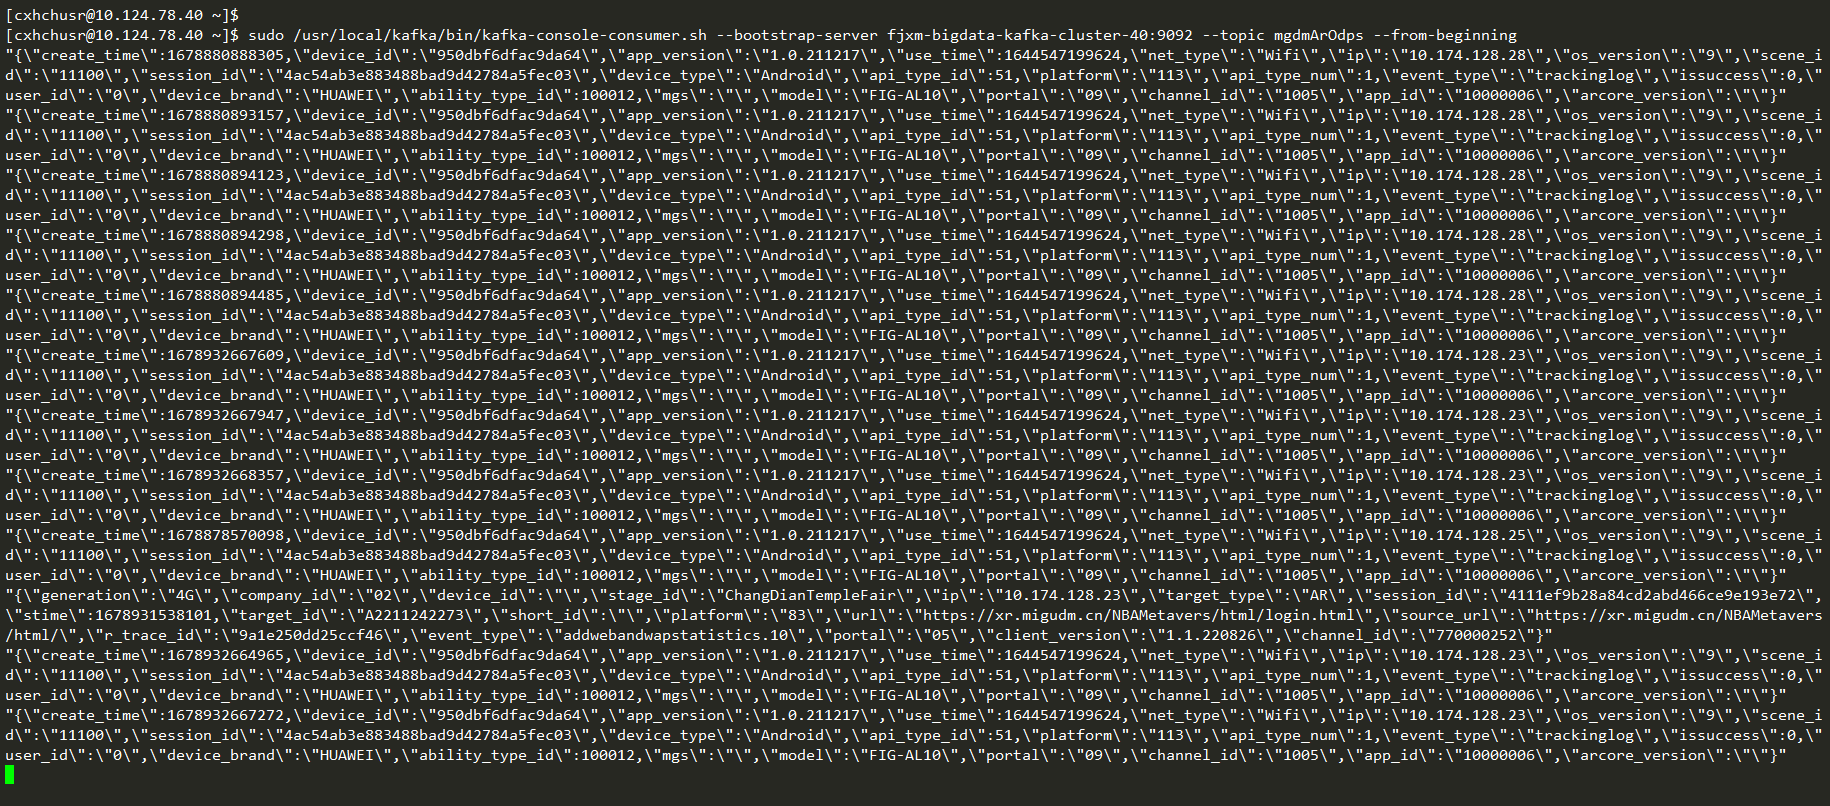 [cxhchusr@10.124.78.40 ~]$
[cxhchusr@10.124.78.40 ~]$ sudo /usr/local/kafka/bin/kafka-console-consumer.sh --bootstrap-server fjxm-bigdata-kafka-cluster-40:9092 --topic mgdmArOdps --from-beginning
"{\"create_time\":1678880888305,\"device_id\":\"950dbf6dfac9da64\",\"app_version\":\"1.0.211217\",\"use_time\":1644547199624,\"net_type\":\"Wifi\",\"ip\":\"10.174.128.28\",\"os_version\":\"9\",\"scene_i
d\":\"11100\",\"session_id\":\"4ac54ab3e883488bad9d42784a5fec03\",\"device_type\":\"Android\",\"api_type_id\":51,\"platform\":\"113\",\"api_type_num\":1,\"event_type\":\"trackinglog\",\"issuccess\":0,\"
user_id\":\"0\",\"device_brand\":\"HUAWEI\",\"ability_type_id\":100012,\"mgs\":\"\",\"model\":\"FIG-AL10\",\"portal\":\"09\",\"channel_id\":\"1005\",\"app_id\":\"10000006\",\"arcore_version\":\"\"}"
"{\"create_time\":1678880893157,\"device_id\":\"950dbf6dfac9da64\",\"app_version\":\"1.0.211217\",\"use_time\":1644547199624,\"net_type\":\"Wifi\",\"ip\":\"10.174.128.28\",\"os_version\":\"9\",\"scene_i
d\":\"11100\",\"session_id\":\"4ac54ab3e883488bad9d42784a5fec03\",\"device_type\":\"Android\",\"api_type_id\":51,\"platform\":\"113\",\"api_type_num\":1,\"event_type\":\"trackinglog\",\"issuccess\":0,\"
user_id\":\"0\",\"device_brand\":\"HUAWEI\",\"ability_type_id\":100012,\"mgs\":\"\",\"model\":\"FIG-AL10\",\"portal\":\"09\",\"channel_id\":\"1005\",\"app_id\":\"10000006\",\"arcore_version\":\"\"}"
"{\"create_time\":1678880894123,\"device_id\":\"950dbf6dfac9da64\",\"app_version\":\"1.0.211217\",\"use_time\":1644547199624,\"net_type\":\"Wifi\",\"ip\":\"10.174.128.28\",\"os_version\":\"9\",\"scene_i
d\":\"11100\",\"session_id\":\"4ac54ab3e883488bad9d42784a5fec03\",\"device_type\":\"Android\",\"api_type_id\":51,\"platform\":\"113\",\"api_type_num\":1,\"event_type\":\"trackinglog\",\"issuccess\":0,\"
user_id\":\"0\",\"device_brand\":\"HUAWEI\",\"ability_type_id\":100012,\"mgs\":\"\",\"model\":\"FIG-AL10\",\"portal\":\"09\",\"channel_id\":\"1005\",\"app_id\":\"10000006\",\"arcore_version\":\"\"}"
"{\"create_time\":1678880894298,\"device_id\":\"950dbf6dfac9da64\",\"app_version\":\"1.0.211217\",\"use_time\":1644547199624,\"net_type\":\"Wifi\",\"ip\":\"10.174.128.28\",\"os_version\":\"9\",\"scene_i
d\":\"11100\",\"session_id\":\"4ac54ab3e883488bad9d42784a5fec03\",\"device_type\":\"Android\",\"api_type_id\":51,\"platform\":\"113\",\"api_type_num\":1,\"event_type\":\"trackinglog\",\"issuccess\":0,\"
user_id\":\"0\",\"device_brand\":\"HUAWEI\",\"ability_type_id\":100012,\"mgs\":\"\",\"model\":\"FIG-AL10\",\"portal\":\"09\",\"channel_id\":\"1005\",\"app_id\":\"10000006\",\"arcore_version\":\"\"}"
"{\"create_time\":1678880894485,\"device_id\":\"950dbf6dfac9da64\",\"app_version\":\"1.0.211217\",\"use_time\":1644547199624,\"net_type\":\"Wifi\",\"ip\":\"10.174.128.28\",\"os_version\":\"9\",\"scene_i
d\":\"11100\",\"session_id\":\"4ac54ab3e883488bad9d42784a5fec03\",\"device_type\":\"Android\",\"api_type_id\":51,\"platform\":\"113\",\"api_type_num\":1,\"event_type\":\"trackinglog\",\"issuccess\":0,\"
user_id\":\"0\",\"device_brand\":\"HUAWEI\",\"ability_type_id\":100012,\"mgs\":\"\",\"model\":\"FIG-AL10\",\"portal\":\"09\",\"channel_id\":\"1005\",\"app_id\":\"10000006\",\"arcore_version\":\"\"}"
"{\"create_time\":1678932667609,\"device_id\":\"950dbf6dfac9da64\",\"app_version\":\"1.0.211217\",\"use_time\":1644547199624,\"net_type\":\"Wifi\",\"ip\":\"10.174.128.23\",\"os_version\":\"9\",\"scene_i
d\":\"11100\",\"session_id\":\"4ac54ab3e883488bad9d42784a5fec03\",\"device_type\":\"Android\",\"api_type_id\":51,\"platform\":\"113\",\"api_type_num\":1,\"event_type\":\"trackinglog\",\"issuccess\":0,\"
user_id\":\"0\",\"device_brand\":\"HUAWEI\",\"ability_type_id\":100012,\"mgs\":\"\",\"model\":\"FIG-AL10\",\"portal\":\"09\",\"channel_id\":\"1005\",\"app_id\":\"10000006\",\"arcore_version\":\"\"}"
"{\"create_time\":1678932667947,\"device_id\":\"950dbf6dfac9da64\",\"app_version\":\"1.0.211217\",\"use_time\":1644547199624,\"net_type\":\"Wifi\",\"ip\":\"10.174.128.23\",\"os_version\":\"9\",\"scene_i
d\":\"11100\",\"session_id\":\"4ac54ab3e883488bad9d42784a5fec03\",\"device_type\":\"Android\",\"api_type_id\":51,\"platform\":\"113\",\"api_type_num\":1,\"event_type\":\"trackinglog\",\"issuccess\":0,\"
user_id\":\"0\",\"device_brand\":\"HUAWEI\",\"ability_type_id\":100012,\"mgs\":\"\",\"model\":\"FIG-AL10\",\"portal\":\"09\",\"channel_id\":\"1005\",\"app_id\":\"10000006\",\"arcore_version\":\"\"}"
"{\"create_time\":1678932668357,\"device_id\":\"950dbf6dfac9da64\",\"app_version\":\"1.0.211217\",\"use_time\":1644547199624,\"net_type\":\"Wifi\",\"ip\":\"10.174.128.23\",\"os_version\":\"9\",\"scene_i
d\":\"11100\",\"session_id\":\"4ac54ab3e883488bad9d42784a5fec03\",\"device_type\":\"Android\",\"api_type_id\":51,\"platform\":\"113\",\"api_type_num\":1,\"event_type\":\"trackinglog\",\"issuccess\":0,\"
user_id\":\"0\",\"device_brand\":\"HUAWEI\",\"ability_type_id\":100012,\"mgs\":\"\",\"model\":\"FIG-AL10\",\"portal\":\"09\",\"channel_id\":\"1005\",\"app_id\":\"10000006\",\"arcore_version\":\"\"}"
"{\"create_time\":1678878570098,\"device_id\":\"950dbf6dfac9da64\",\"app_version\":\"1.0.211217\",\"use_time\":1644547199624,\"net_type\":\"Wifi\",\"ip\":\"10.174.128.25\",\"os_version\":\"9\",\"scene_i
d\":\"11100\",\"session_id\":\"4ac54ab3e883488bad9d42784a5fec03\",\"device_type\":\"Android\",\"api_type_id\":51,\"platform\":\"113\",\"api_type_num\":1,\"event_type\":\"trackinglog\",\"issuccess\":0,\"
user_id\":\"0\",\"device_brand\":\"HUAWEI\",\"ability_type_id\":100012,\"mgs\":\"\",\"model\":\"FIG-AL10\",\"portal\":\"09\",\"channel_id\":\"1005\",\"app_id\":\"10000006\",\"arcore_version\":\"\"}"
"{\"generation\":\"4G\",\"company_id\":\"02\",\"device_id\":\"\",\"stage_id\":\"ChangDianTempleFair\",\"ip\":\"10.174.128.23\",\"target_type\":\"AR\",\"session_id\":\"4111ef9b28a84cd2abd466ce9e193e72\",
\"stime\":1678931538101,\"target_id\":\"A2211242273\",\"short_id\":\"\",\"platform\":\"83\",\"url\":\"https://xr.migudm.cn/NBAMetavers/html/login.html\",\"source_url\":\"https://xr.migudm.cn/NBAMetavers
/html/\",\"r_trace_id\":\"9a1e250dd25ccf46\",\"event_type\":\"addwebandwapstatistics.10\",\"portal\":\"05\",\"client_version\":\"1.1.220826\",\"channel_id\":\"770000252\"}"
"{\"create_time\":1678932664965,\"device_id\":\"950dbf6dfac9da64\",\"app_version\":\"1.0.211217\",\"use_time\":1644547199624,\"net_type\":\"Wifi\",\"ip\":\"10.174.128.23\",\"os_version\":\"9\",\"scene_i
d\":\"11100\",\"session_id\":\"4ac54ab3e883488bad9d42784a5fec03\",\"device_type\":\"Android\",\"api_type_id\":51,\"platform\":\"113\",\"api_type_num\":1,\"event_type\":\"trackinglog\",\"issuccess\":0,\"
user_id\":\"0\",\"device_brand\":\"HUAWEI\",\"ability_type_id\":100012,\"mgs\":\"\",\"model\":\"FIG-AL10\",\"portal\":\"09\",\"channel_id\":\"1005\",\"app_id\":\"10000006\",\"arcore_version\":\"\"}"
"{\"create_time\":1678932667272,\"device_id\":\"950dbf6dfac9da64\",\"app_version\":\"1.0.211217\",\"use_time\":1644547199624,\"net_type\":\"Wifi\",\"ip\":\"10.174.128.23\",\"os_version\":\"9\",\"scene_i
d\":\"11100\",\"session_id\":\"4ac54ab3e883488bad9d42784a5fec03\",\"device_type\":\"Android\",\"api_type_id\":51,\"platform\":\"113\",\"api_type_num\":1,\"event_type\":\"trackinglog\",\"issuccess\":0,\"
user_id\":\"0\",\"device_brand\":\"HUAWEI\",\"ability_type_id\":100012,\"mgs\":\"\",\"model\":\"FIG-AL10\",\"portal\":\"09\",\"channel_id\":\"1005\",\"app_id\":\"10000006\",\"arcore_version\":\"\"}"